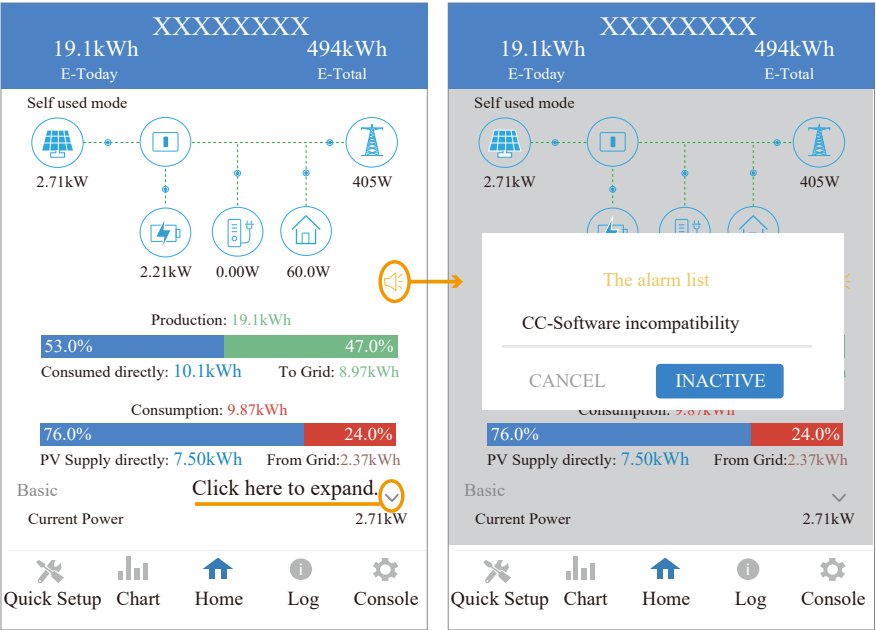 XXXXXXXX
19.1kWh 494kWh
E-Today E-Total
Self used mode
2.71kW 405W
2.21kW 0.00W 60.0W
Production: 19.1kWh
53.0% 47.0%
Consumed directly: 10.1kWh To Grid: 8.97kWh
Consumption: 9.87kWh
76.0% 24.0%
PV Supply directly: 7.50kWh From Grid:2.37kWh
Basic Click here to expand.
Current Power 2.71kW
Quick Setup Chart Home Log Console
XXXXXXXX
19.1kWh 494kWh
E-Today E-Total
Self used mode
2.71kW 405W
The alarm list
CC-Software incompatibility
CANCEL INACTIVE
Consumption: 9.87kWh
76.0% 24.0%
PV Supply directly: 7.50kWh From Grid:2.37kWh
Basic
Current Power 2.71kW
Quick Setup Chart Home Log Console